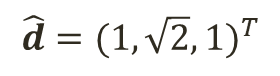 d̂ = (1, √2, 1)ᵀ